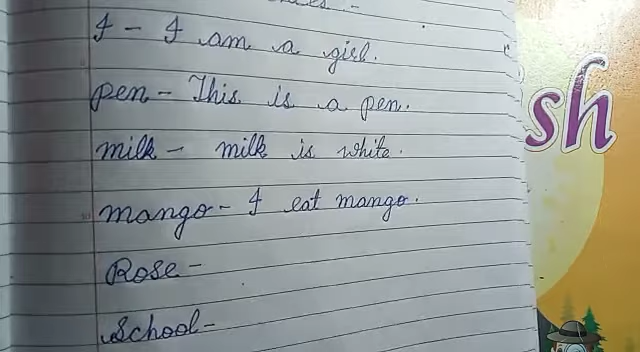 I - I am a girl.
pen - This is a pen.
milk - milk is white.
mango - I eat mango.
Rose -
School -
sh